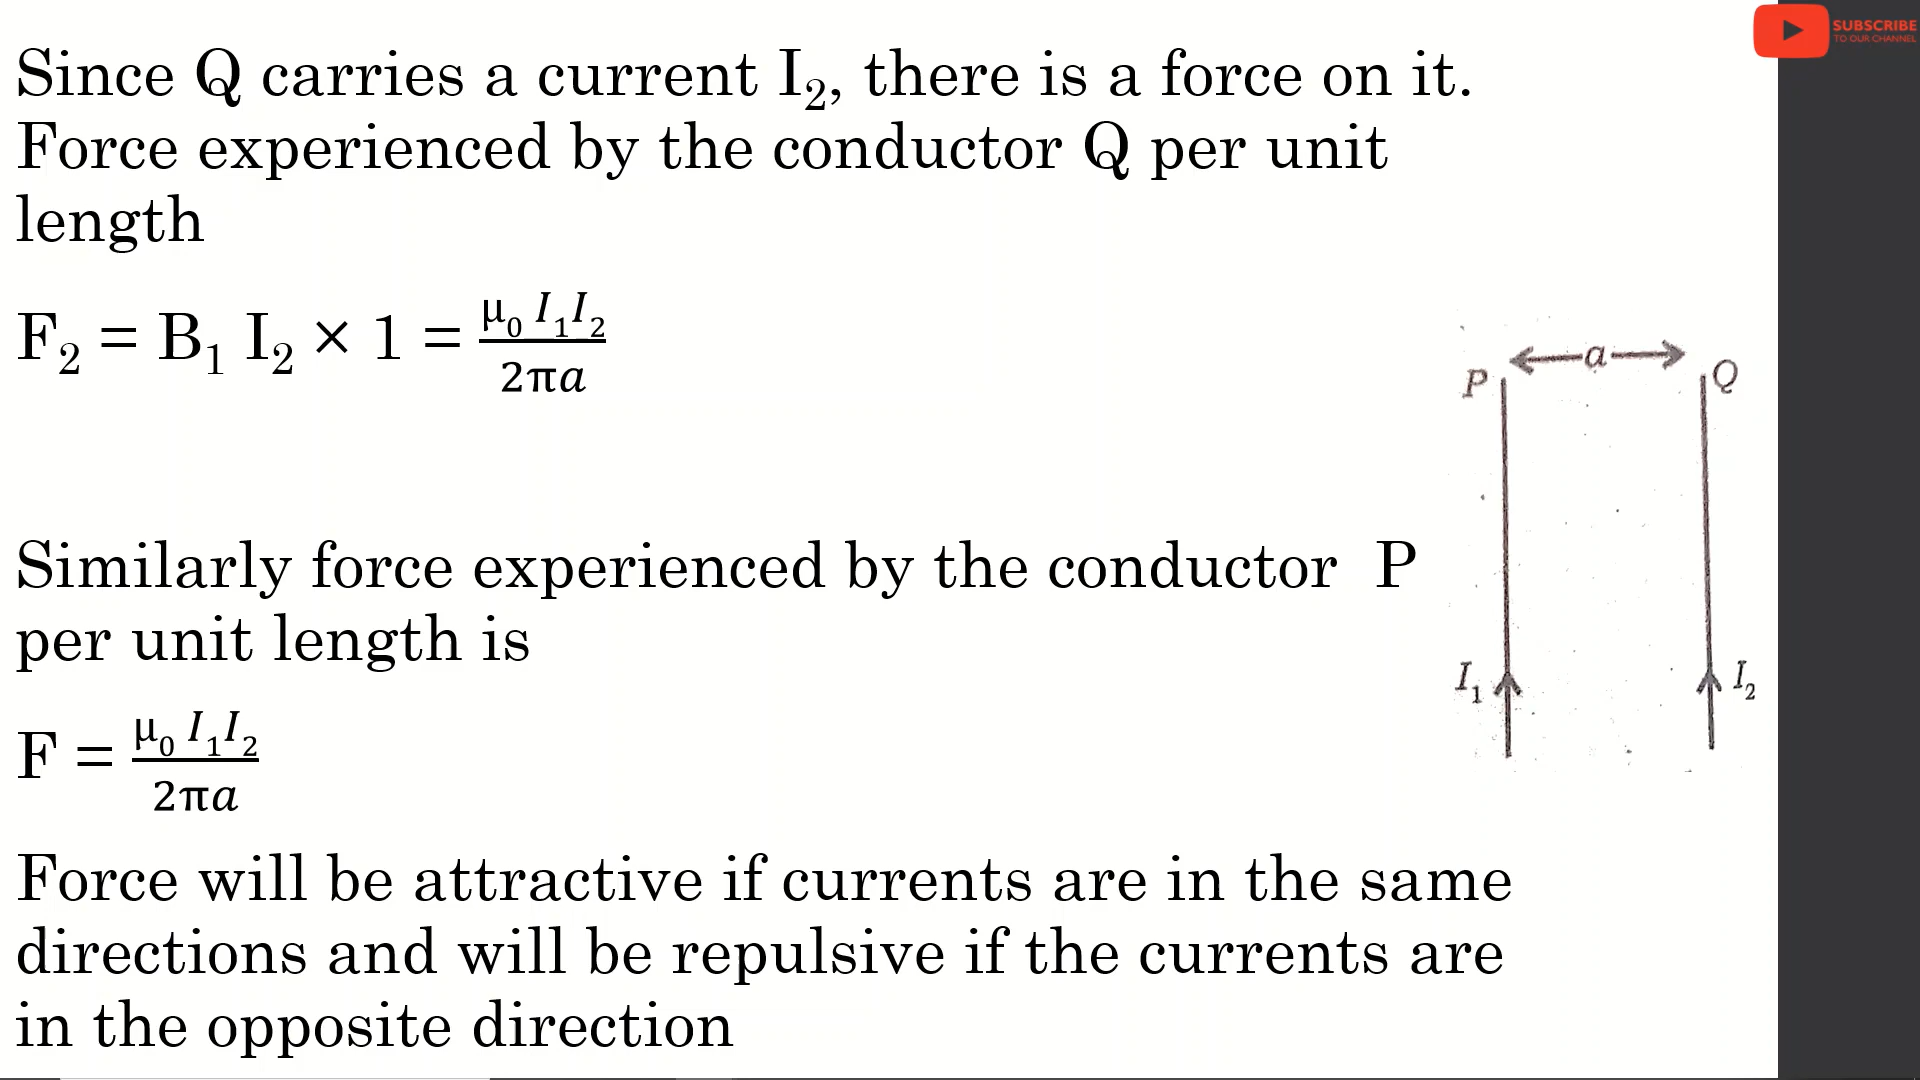 Since Q carries a current I₂, there is a force on it.
Force experienced by the conductor Q per unit
length
F₂ = B₁ I₂ × 1 = μ₀ I₁I₂ / 2πa
Similarly force experienced by the conductor P
per unit length is
F = μ₀ I₁I₂ / 2πa
Force will be attractive if currents are in the same
directions and will be repulsive if the currents are
in the opposite direction
a
P
Q
I₁
I₂
SUBSCRIBE
TO OUR CHANNEL